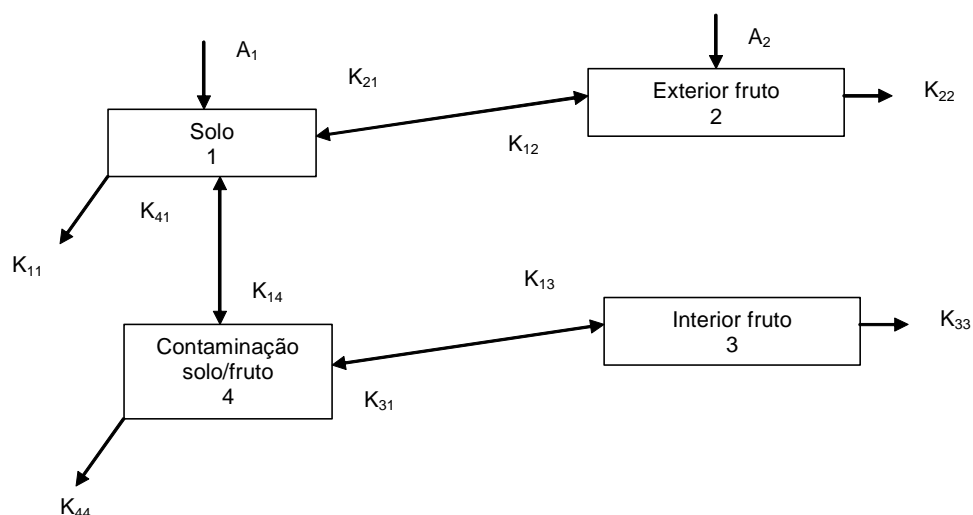 A₁
A₂
K₂₁
Exterior fruto
2
K₂₂
Solo
1
K₁₂
K₄₁
K₁₁
K₁₄
K₁₃
Interior fruto
3
K₃₃
Contaminação
solo/fruto
4
K₃₁
K₄₄